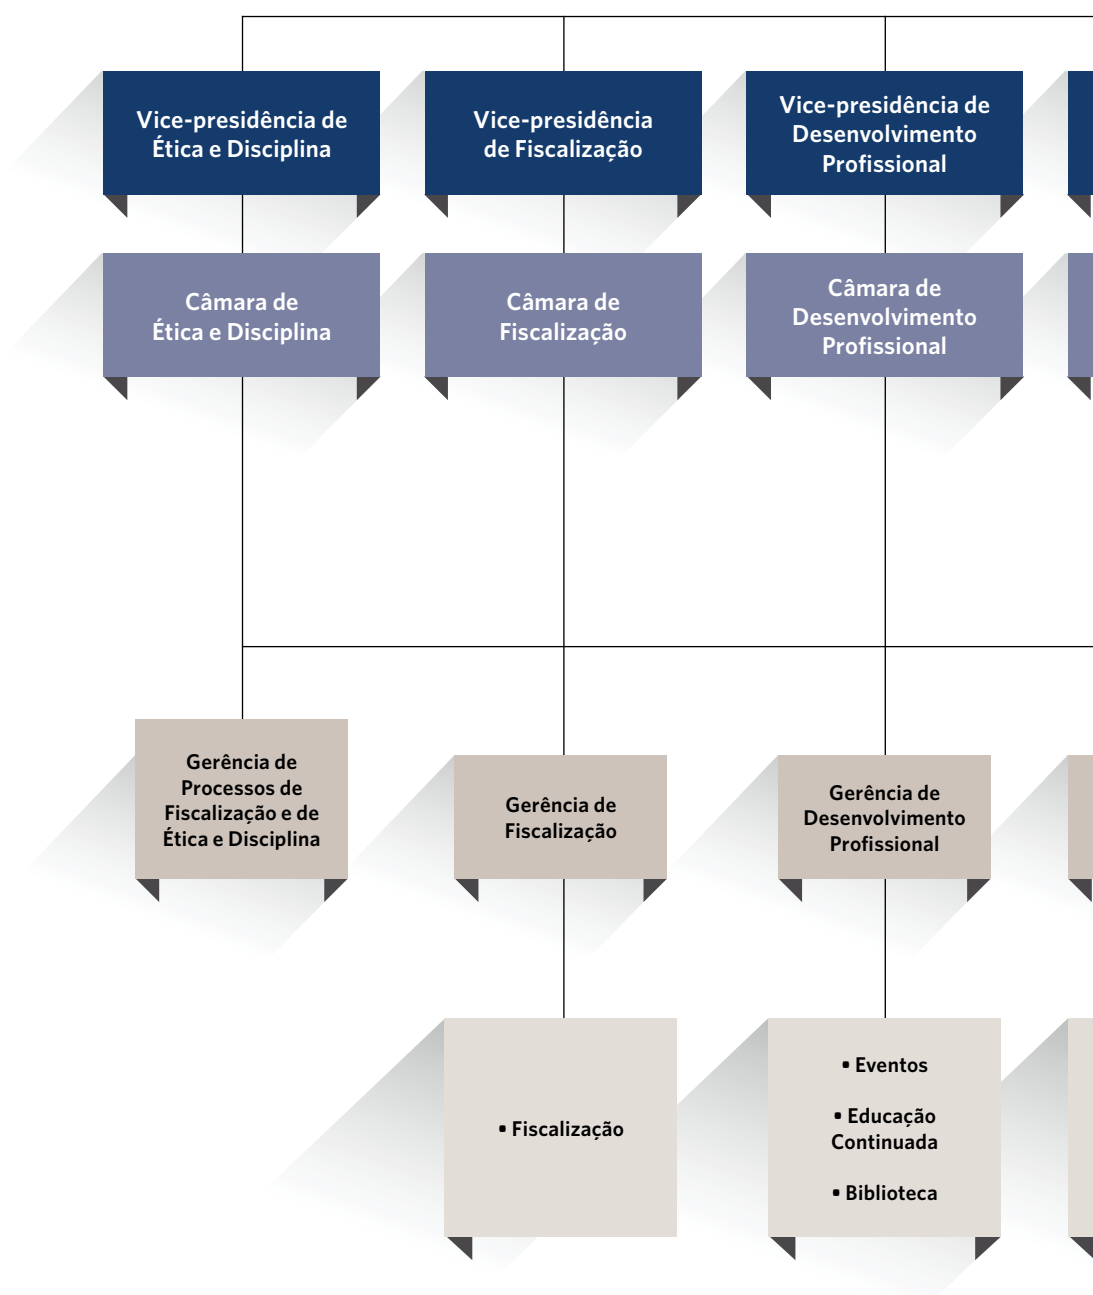 Vice-presidência de
Ética e Disciplina
Vice-presidência
de Fiscalização
Vice-presidência de
Desenvolvimento
Profissional
Câmara de
Ética e Disciplina
Câmara de
Fiscalização
Câmara de
Desenvolvimento
Profissional
Gerência de
Processos de
Fiscalização e de
Ética e Disciplina
Gerência de
Fiscalização
Gerência de
Desenvolvimento
Profissional
▪ Fiscalização
▪ Eventos
▪ Educação
Continuada
▪ Biblioteca